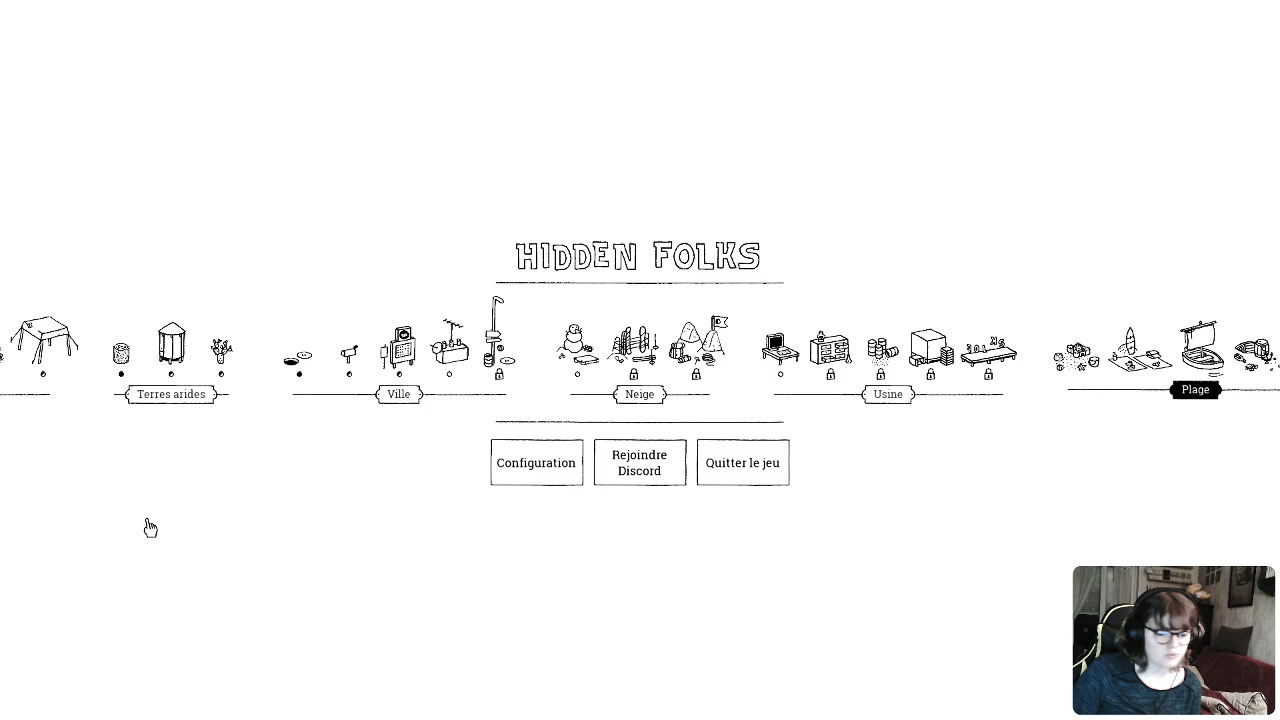 HIDDEN FOLKS
Terres arides
Ville
Neige
Usine
Plage
Configuration
Rejoindre
Discord
Quitter le jeu